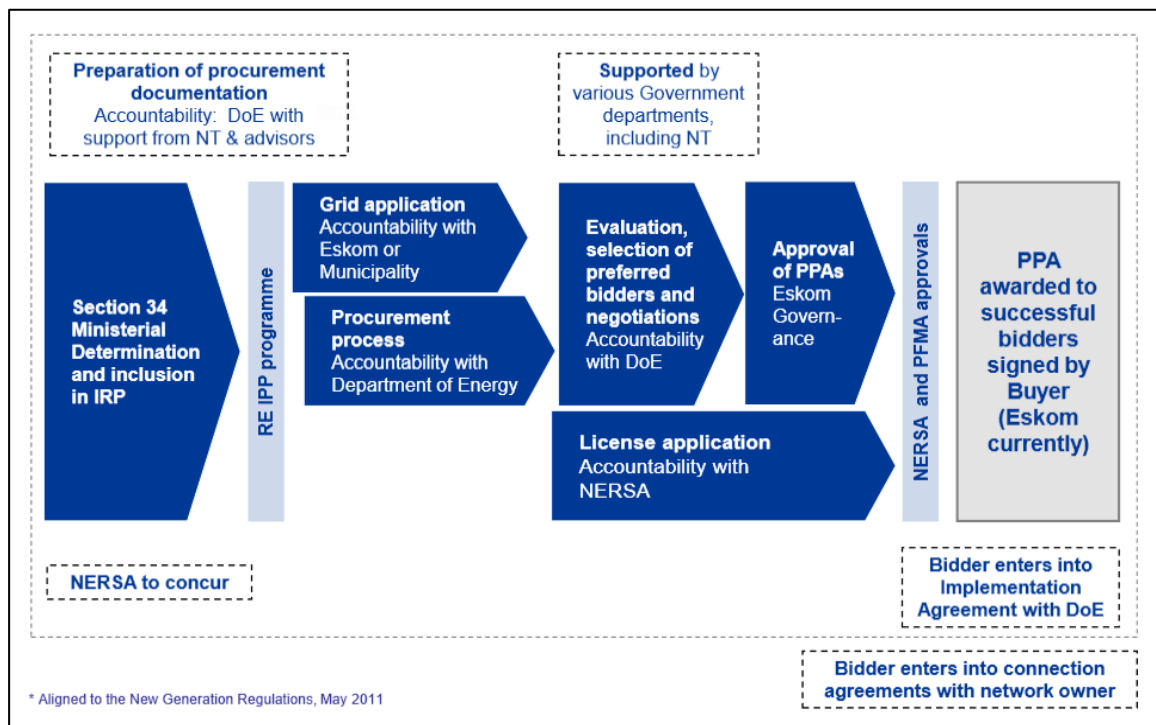 Preparation of procurement
documentation
Accountability: DoE with
support from NT & advisors
Supported by
various Government
departments,
including NT
Section 34
Ministerial
Determination
and inclusion
in IRP
RE IPP programme
Grid application
Accountability with
Eskom or
Municipality
Procurement
process
Accountability with
Department of Energy
Evaluation,
selection of
preferred
bidders and
negotiations
Accountability
with DoE
Approval
of PPAs
Eskom
Govern-
ance
License application
Accountability with
NERSA
NERSA and PFMA approvals
PPA
awarded to
successful
bidders
signed by
Buyer
(Eskom
currently)
NERSA to concur
Bidder enters into
Implementation
Agreement with DoE
Bidder enters into connection
agreements with network owner
* Aligned to the New Generation Regulations, May 2011